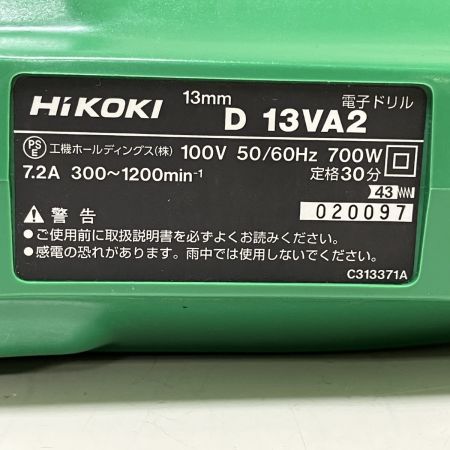 HiKOKI 13mm 電子ドリル
D 13VA2
PSE 工機ホールディングス(株) 100V 50/60Hz 700W
7.2A 300～1200min⁻¹ 定格30分
43
020097
⚠ 警告
●ご使用前に取扱説明書を必ずよくお読みください。
●感電の恐れがあります。雨中では使用しないでください。
C313371A